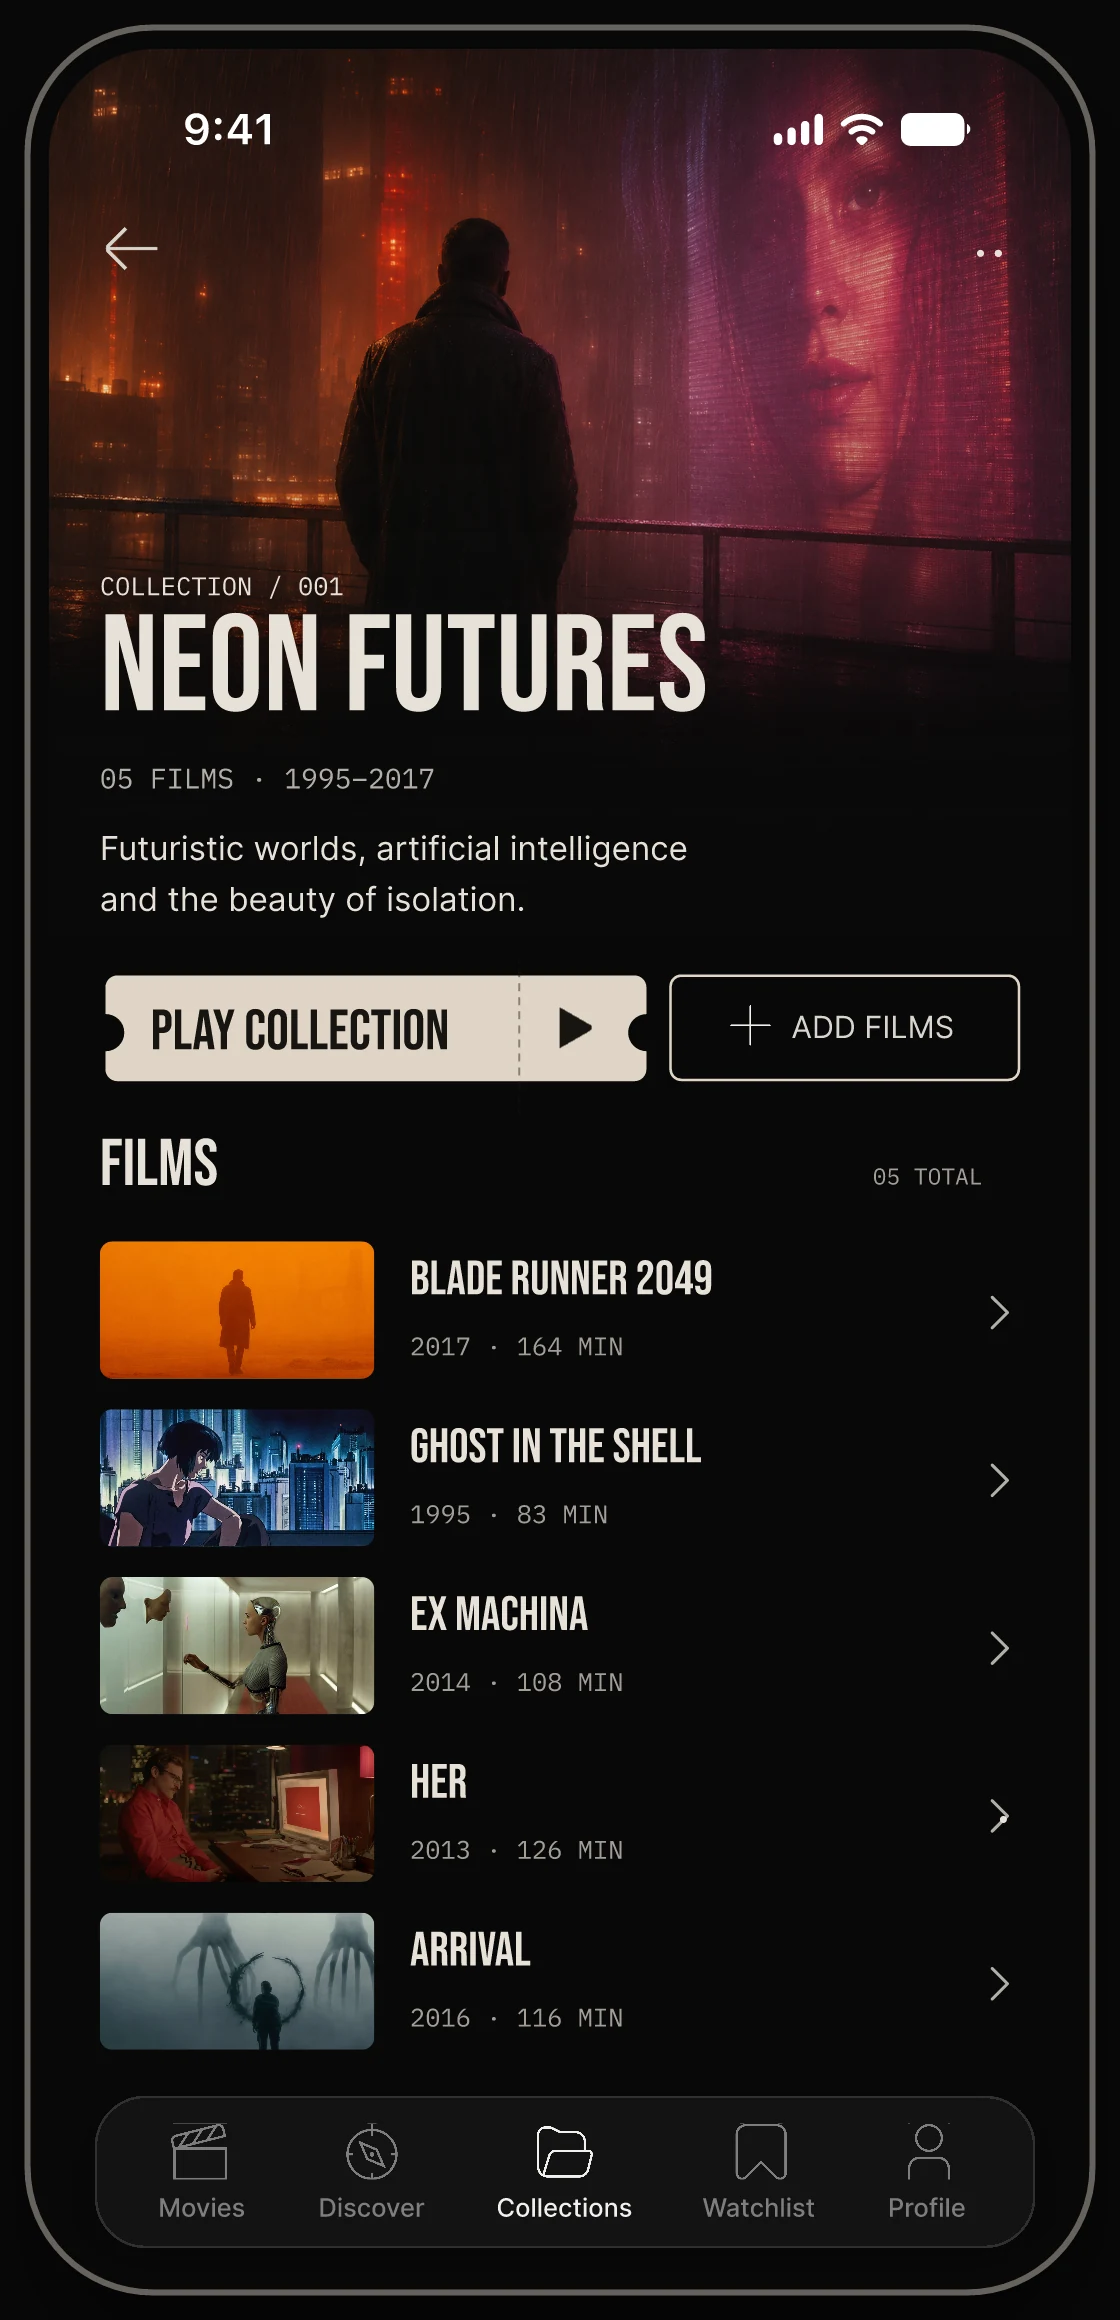 9:41
COLLECTION / 001
NEON FUTURES
05 FILMS · 1995–2017
Futuristic worlds, artificial intelligence
and the beauty of isolation.
PLAY COLLECTION
ADD FILMS
FILMS
05 TOTAL
BLADE RUNNER 2049
2017 · 164 MIN
GHOST IN THE SHELL
1995 · 83 MIN
EX MACHINA
2014 · 108 MIN
HER
2013 · 126 MIN
ARRIVAL
2016 · 116 MIN
Movies
Discover
Collections
Watchlist
Profile